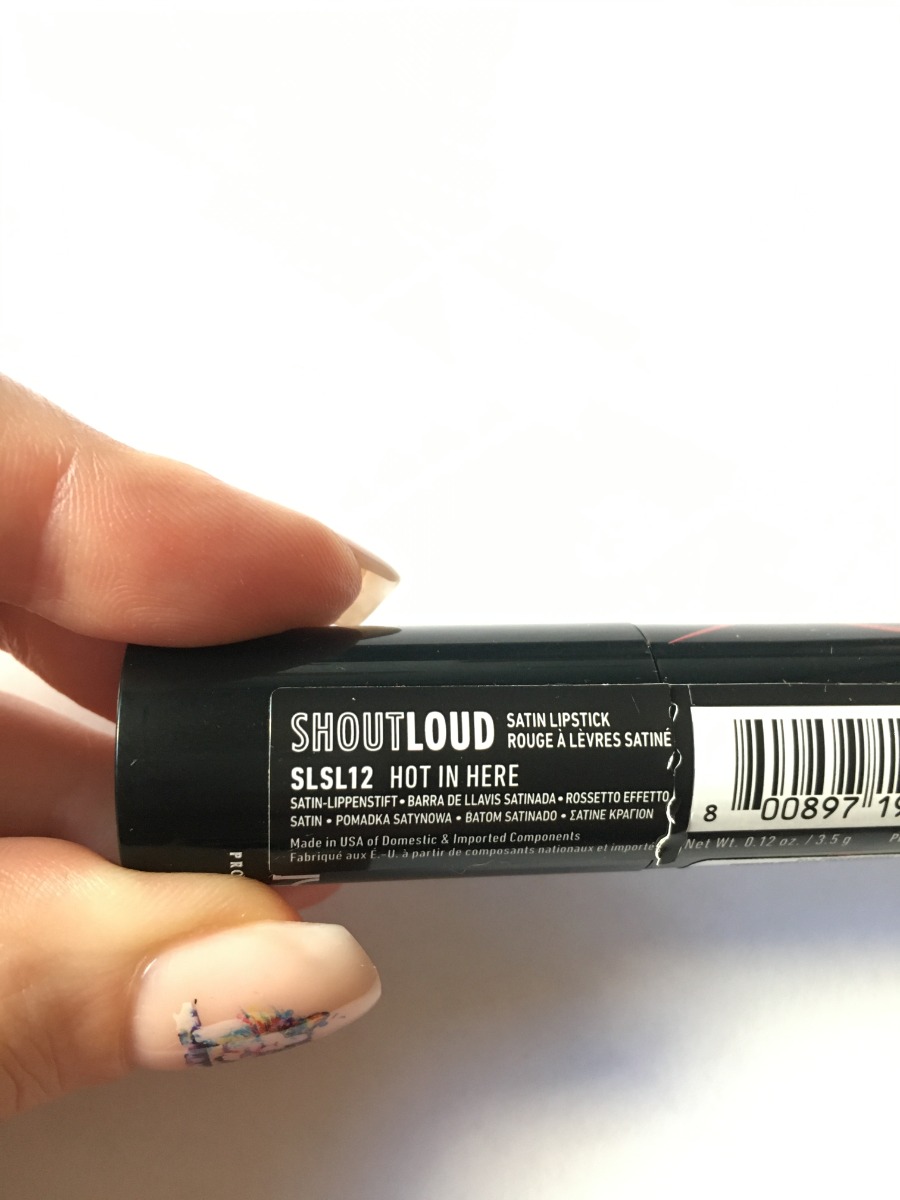 SHOUTLOUD SATIN LIPSTICK
ROUGE À LÈVRES SATINÉ
SLSL12 HOT IN HERE
SATIN-LIPPENSTIFT • BARRA DE LLAVIS SATINADA • ROSSETTO EFFETTO
SATIN • POMADKA SATYNOWA • BATOM SATINADO • ΣΑΤΙΝΕ ΚΡΑΓΙΟΝ
Made in USA of Domestic & Imported Components
Fabriqué aux É.-U. à partir de composants nationaux et importé
8 00897 19
Net Wt. 0.12 oz. / 3.5 g
PRO